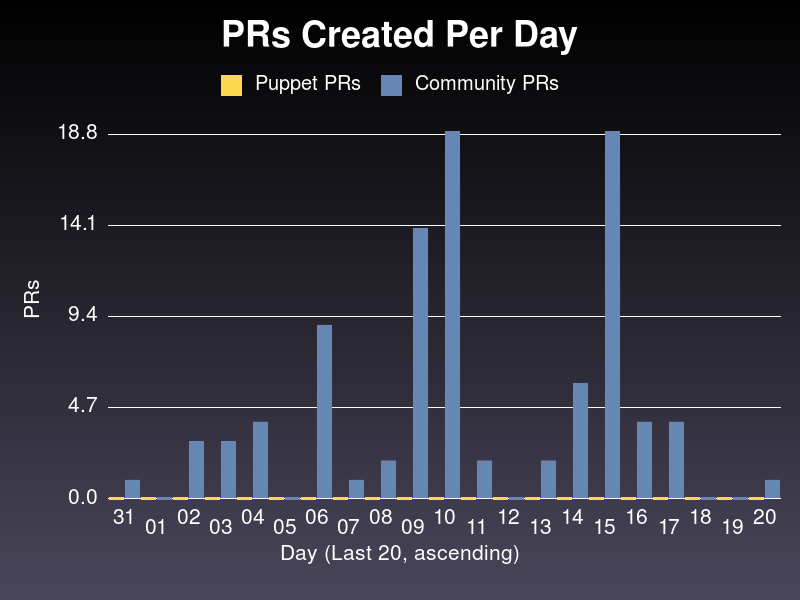 PRs Created Per Day
Puppet PRs Community PRs
18.8
14.1
9.4
4.7
0.0
PRs
31 01 02 03 04 05 06 07 08 09 10 11 12 13 14 15 16 17 18 19 20
Day (Last 20, ascending)